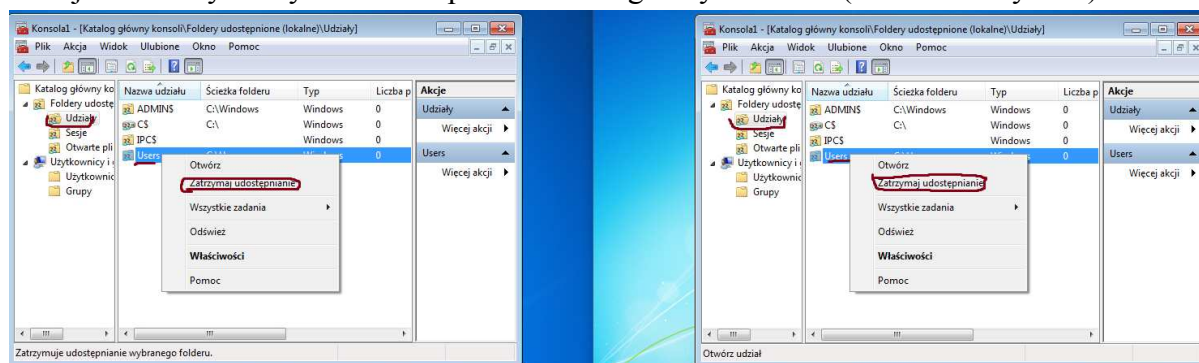 Konsola1 - [Katalog główny konsoli\Foldery udostępnione (lokalne)\Udziały]
Plik Akcja Widok Ulubione Okno Pomoc
Katalog główny ko
Foldery udostę
Udziały
Sesje
Otwarte pli
Użytkownicy i
Użytkownic
Grupy
Nazwa udziału Ścieżka folderu Typ Liczba p
ADMIN$ C:\Windows Windows 0
C$ C:\ Windows 0
IPC$ Windows 0
Users 0
Otwórz
Zatrzymaj udostępnianie
Wszystkie zadania
Odśwież
Właściwości
Pomoc
Akcje
Udziały
Więcej akcji
Users
Więcej akcji
Zatrzymuje udostępnianie wybranego folderu.
Konsola1 - [Katalog główny konsoli\Foldery udostępnione (lokalne)\Udziały]
Plik Akcja Widok Ulubione Okno Pomoc
Katalog główny ko
Foldery udostę
Udziały
Sesje
Otwarte pli
Użytkownicy i
Użytkownic
Grupy
Nazwa udziału Ścieżka folderu Typ Liczba p
ADMIN$ C:\Windows Windows 0
C$ C:\ Windows 0
IPC$ Windows 0
Users 0
Otwórz
Zatrzymaj udostępnianie
Wszystkie zadania
Odśwież
Właściwości
Pomoc
Akcje
Udziały
Więcej akcji
Users
Więcej akcji
Otwórz udział